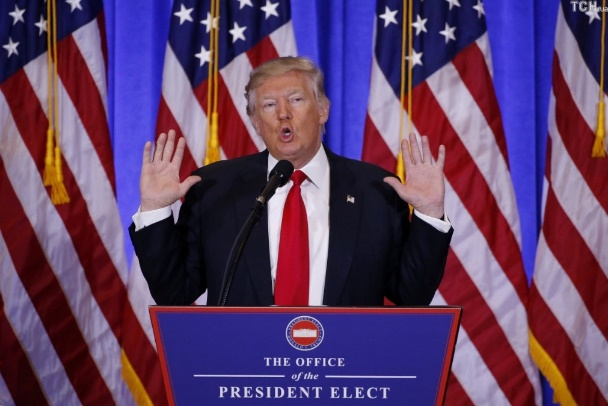 TCH
THE OFFICE
of the
PRESIDENT ELECT